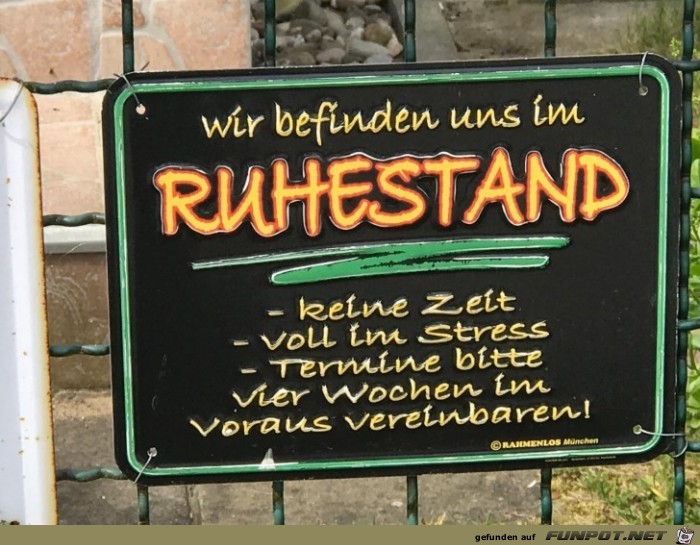 wir befinden uns im
RUHESTAND
- keine Zeit
- voll im Stress
- Termine bitte
vier Wochen im
voraus vereinbaren!
© RAHMENLOS München
gefunden auf FUNPOT.NET